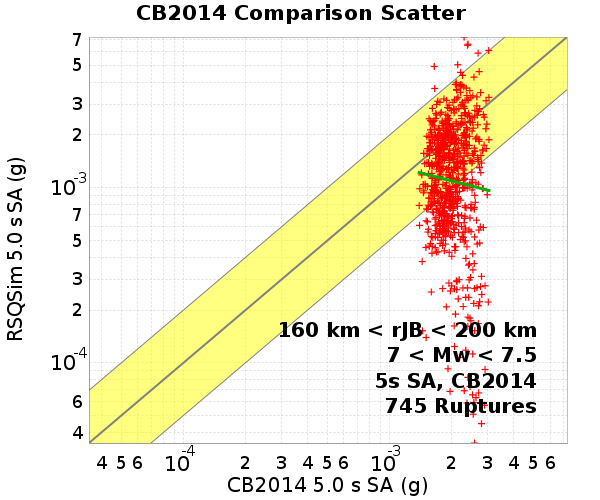 CB2014 Comparison Scatter
7
5
3
2
10-3
7
5
3
2
10-4
6
4
RSQSim 5.0 s SA (g)
160 km < rJB < 200 km
7 < Mw < 7.5
5s SA, CB2014
745 Ruptures
4 5 6 10-4 2 3 4 5 6 10-3 2 3 4 5 6
CB2014 5.0 s SA (g)